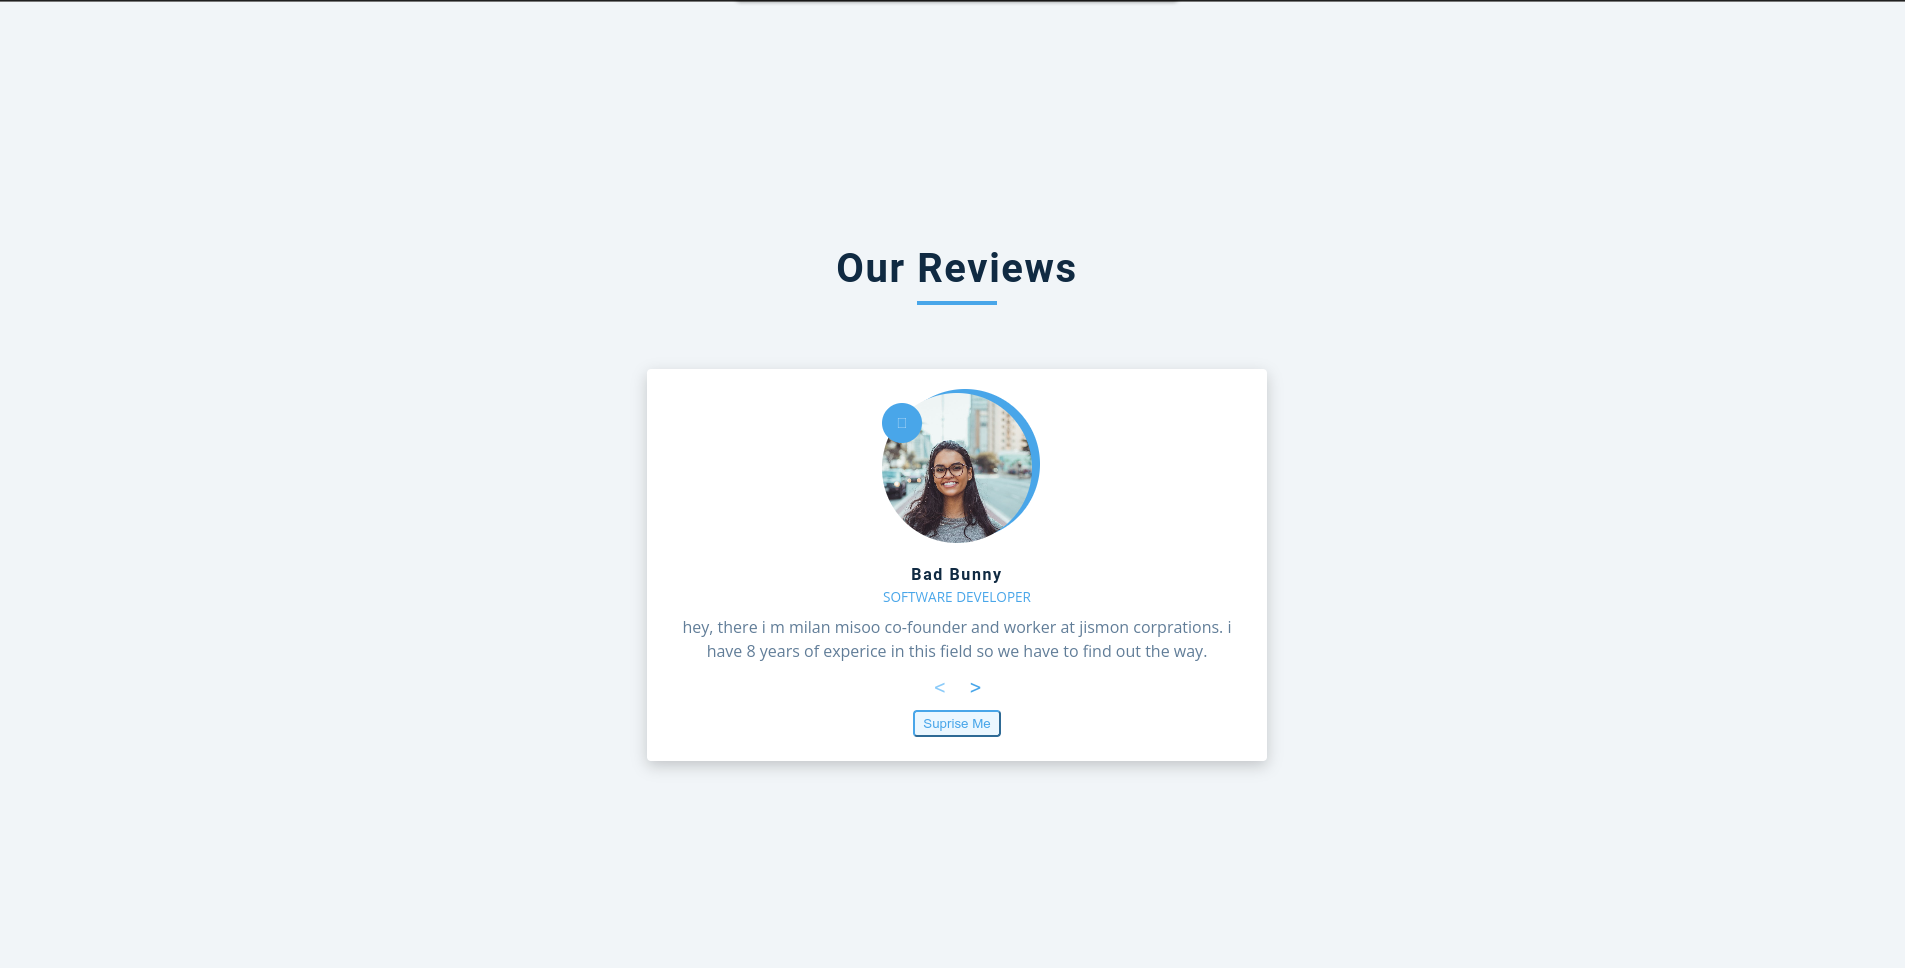 Our Reviews
Bad Bunny
SOFTWARE DEVELOPER
hey, there i m milan misoo co-founder and worker at jismon corprations. i
have 8 years of experice in this field so we have to find out the way.
< >
Suprise Me